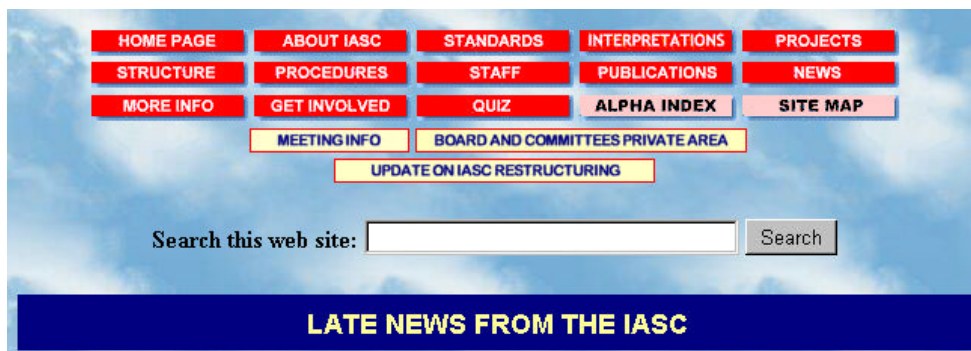 HOME PAGE ABOUT IASC STANDARDS INTERPRETATIONS PROJECTS
STRUCTURE PROCEDURES STAFF PUBLICATIONS NEWS
MORE INFO GET INVOLVED QUIZ ALPHA INDEX SITE MAP
MEETING INFO BOARD AND COMMITTEES PRIVATE AREA
UPDATE ON IASC RESTRUCTURING
Search this web site: Search
LATE NEWS FROM THE IASC